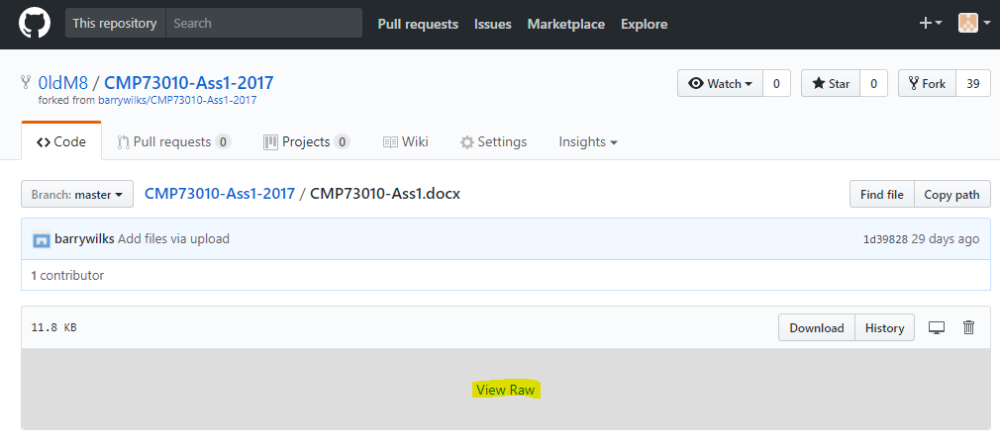 This repository Search Pull requests Issues Marketplace Explore
0ldM8 / CMP73010-Ass1-2017 Watch 0 Star 0 Fork 39
forked from barrywilks/CMP73010-Ass1-2017
Code Pull requests 0 Projects 0 Wiki Settings Insights
Branch: master CMP73010-Ass1-2017 / CMP73010-Ass1.docx Find file Copy path
barrywilks Add files via upload 1d39828 29 days ago
1 contributor
11.8 KB Download History
View Raw